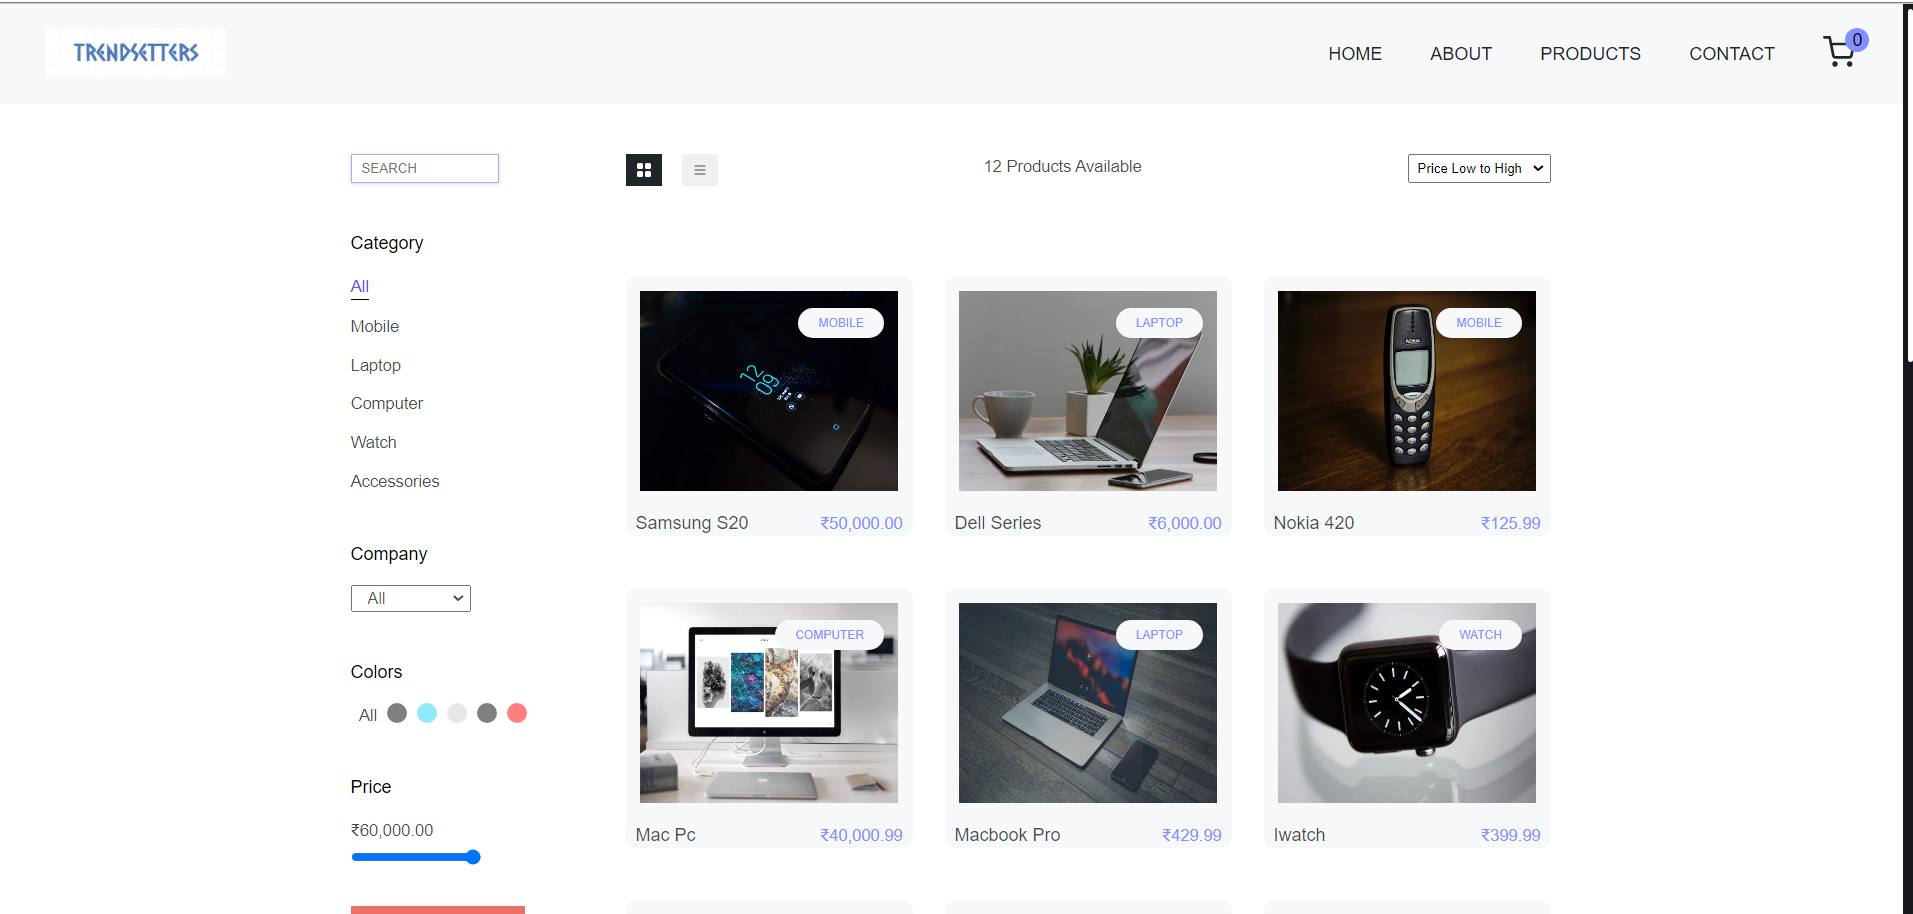 TRENDSETTERS
HOME ABOUT PRODUCTS CONTACT 0
SEARCH
12 Products Available
Price Low to High
Category
All
Mobile
Laptop
Computer
Watch
Accessories
Company
All
Colors
All
Price
₹60,000.00
MOBILE
12
09
Samsung S20 ₹50,000.00
LAPTOP
Dell Series ₹6,000.00
MOBILE
NOKIA
Nokia 420 ₹125.99
COMPUTER
Mac Pc ₹40,000.99
LAPTOP
Macbook Pro ₹429.99
WATCH
Iwatch ₹399.99